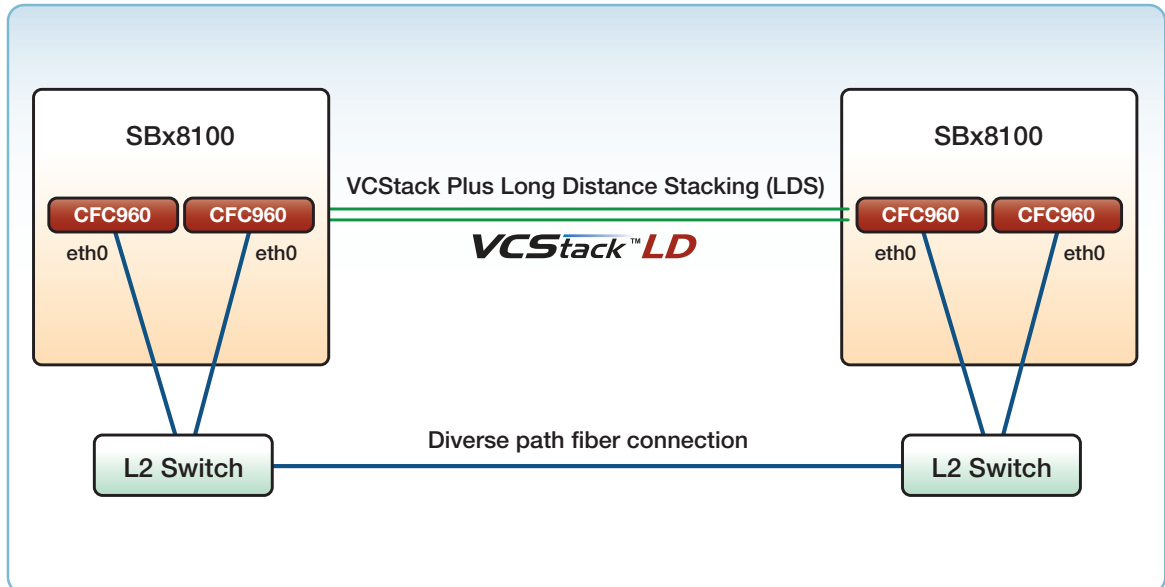 SBx8100
SBx8100
VCStack Plus Long Distance Stacking (LDS)
CFC960
CFC960
CFC960
CFC960
VCStack™LD
eth0
eth0
eth0
eth0
Diverse path fiber connection
L2 Switch
L2 Switch